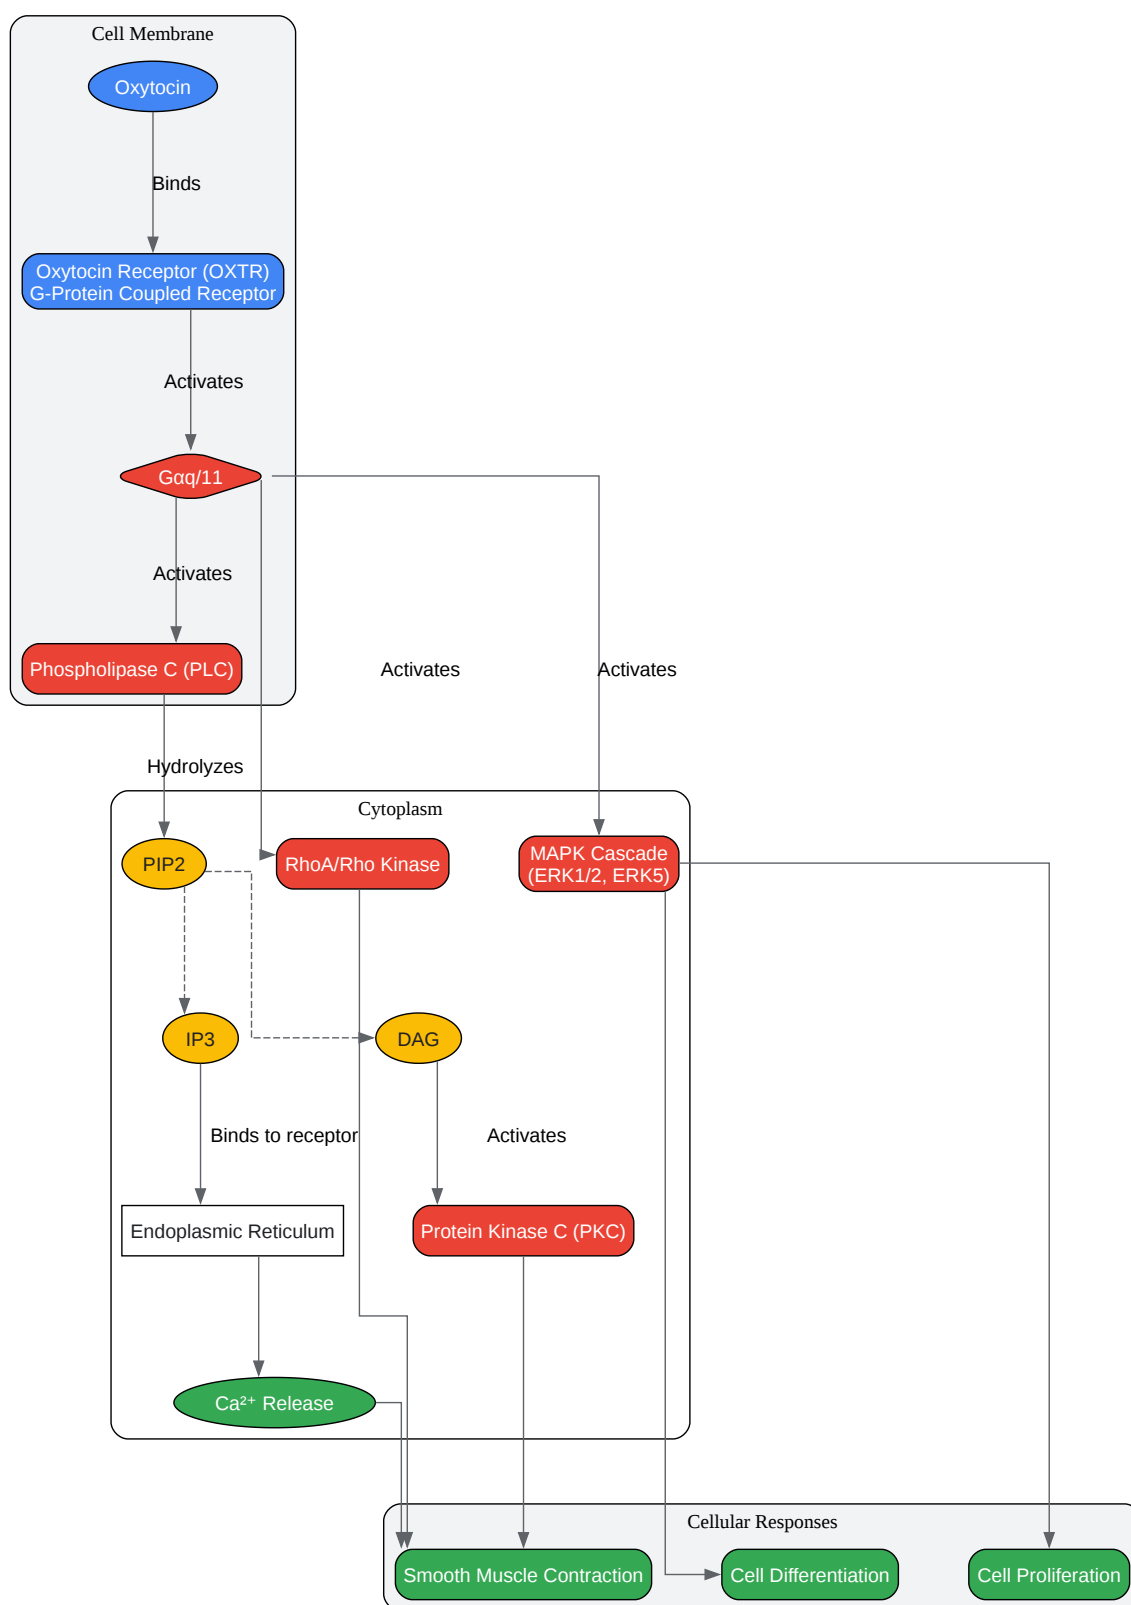 Cell Membrane
Oxytocin
Binds
Oxytocin Receptor (OXTR)
G-Protein Coupled Receptor
Activates
Gαq/11
Activates
Phospholipase C (PLC)
Activates
Activates
Hydrolyzes
Cytoplasm
PIP2
RhoA/Rho Kinase
MAPK Cascade
(ERK1/2, ERK5)
IP3
DAG
Binds to receptor
Activates
Endoplasmic Reticulum
Protein Kinase C (PKC)
Ca²⁺ Release
Cellular Responses
Smooth Muscle Contraction
Cell Differentiation
Cell Proliferation